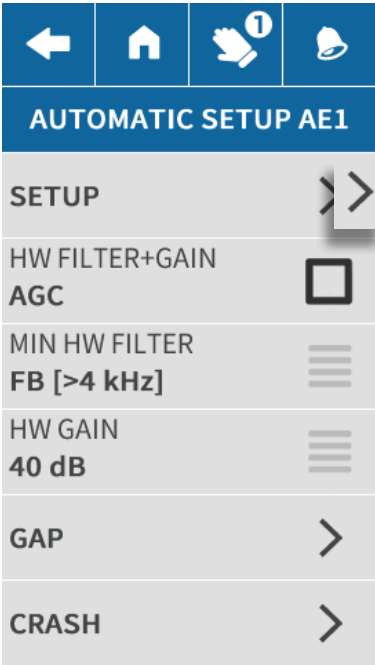 1
AUTOMATIC SETUP AE1
SETUP
HW FILTER+GAIN
AGC
MIN HW FILTER
FB [>4 kHz]
HW GAIN
40 dB
GAP
CRASH